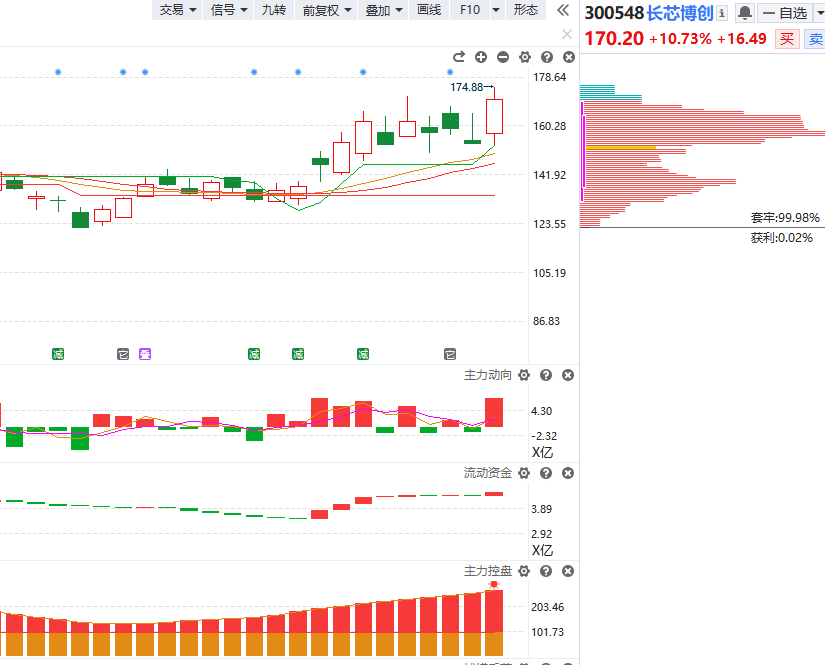 交易 信号 九转 前复权 叠加 画线 F10 形态
300548 长芯博创 自选
170.20 +10.73% +16.49 买 卖
178.64
174.88
160.28
141.92
123.55
套牢:99.98%
获利:0.02%
105.19
86.83
减 它 叠 减 减 减 它
主力动向
4.30
-2.32
X亿
流动资金
3.89
2.92
X亿
主力控盘
203.46
101.73